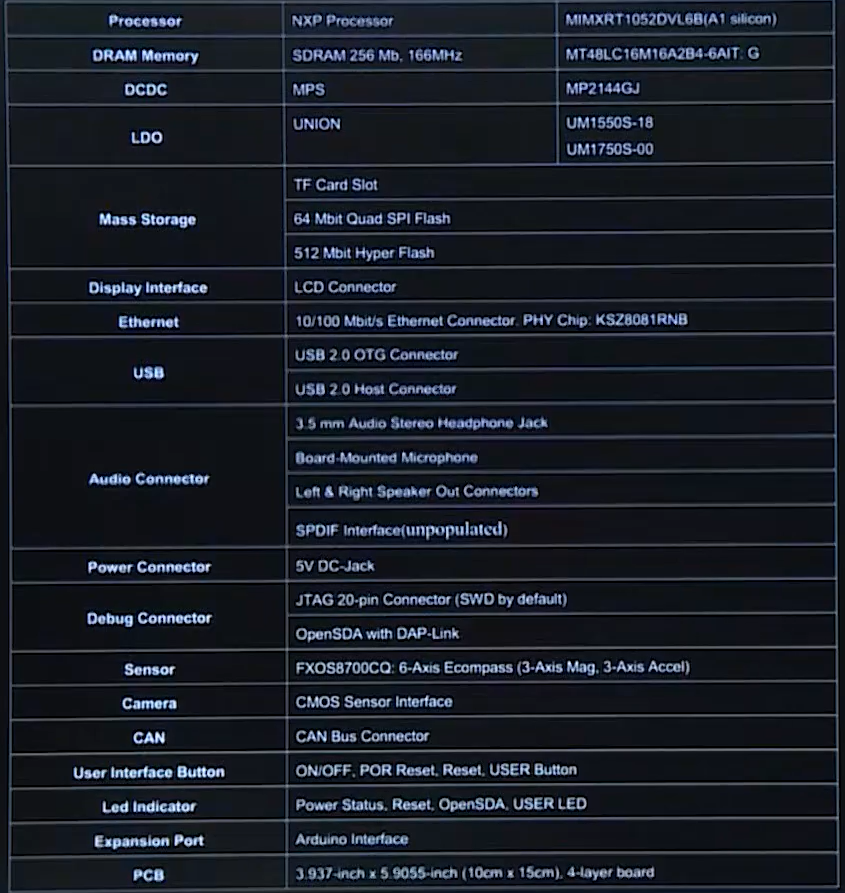 Processor NXP Processor MIMXRT1052DVL6B(A1 silicon)
DRAM Memory SDRAM 256 Mb, 166MHz MT48LC16M16A2B4-6AIT: G
DCDC MPS MP2144GJ
LDO UNION UM1550S-18
UM1750S-00
Mass Storage TF Card Slot
64 Mbit Quad SPI Flash
512 Mbit Hyper Flash
Display Interface LCD Connector
Ethernet 10/100 Mbit/s Ethernet Connector. PHY Chip: KSZ8081RNB
USB USB 2.0 OTG Connector
USB 2.0 Host Connector
Audio Connector 3.5 mm Audio Stereo Headphone Jack
Board-Mounted Microphone
Left & Right Speaker Out Connectors
SPDIF Interface(unpopulated)
Power Connector 5V DC-Jack
Debug Connector JTAG 20-pin Connector (SWD by default)
OpenSDA with DAP-Link
Sensor FXOS8700CQ: 6-Axis Ecompass (3-Axis Mag, 3-Axis Accel)
Camera CMOS Sensor Interface
CAN CAN Bus Connector
User Interface Button ON/OFF, POR Reset, Reset, USER Button
Led Indicator Power Status, Reset, OpenSDA, USER LED
Expansion Port Arduino Interface
PCB 3.937-inch x 5.9055-inch (10cm x 15cm), 4-layer board